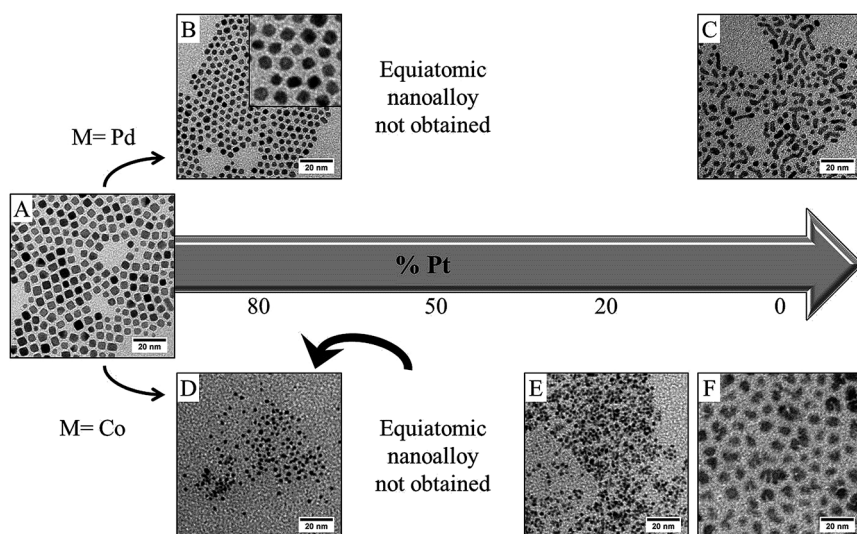 B
C
Equiatomic
nanoalloy
not obtained
20 nm
20 nm
M= Pd
A
% Pt
80
50
20
0
20 nm
D
E
F
M= Co
Equiatomic
nanoalloy
not obtained
20 nm
20 nm
20 nm